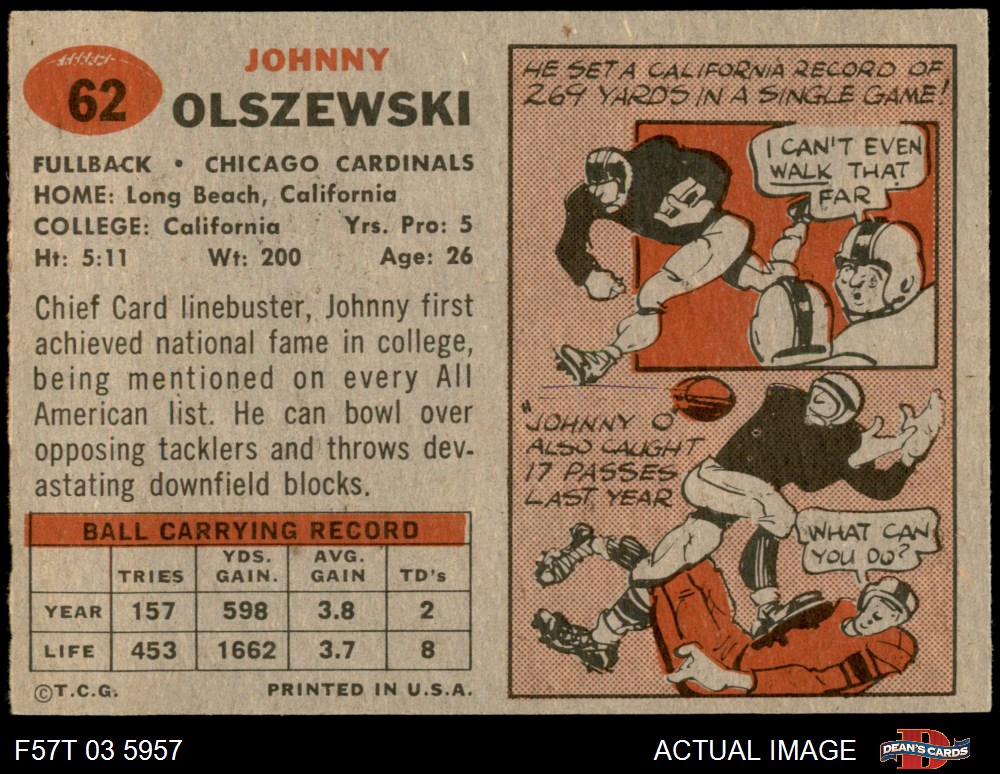 62
JOHNNY
OLSZEWSKI
FULLBACK • CHICAGO CARDINALS
HOME: Long Beach, California
COLLEGE: California Yrs. Pro: 5
Ht: 5:11 Wt: 200 Age: 26
Chief Card linebuster, Johnny first
achieved national fame in college,
being mentioned on every All
American list. He can bowl over
opposing tacklers and throws dev-
astating downfield blocks.
BALL CARRYING RECORD
TRIES YDS. GAIN. AVG. GAIN TD's
YEAR 157 598 3.8 2
LIFE 453 1662 3.7 8
©T.C.G. PRINTED IN U.S.A.
HE SET A CALIFORNIA RECORD OF
269 YARDS IN A SINGLE GAME!
I CAN'T EVEN
WALK THAT
FAR
"JOHNNY O"
ALSO CAUGHT
17 PASSES
LAST YEAR
WHAT CAN
YOU DO?
F57T 03 5957
ACTUAL IMAGE
DEAN'S CARDS